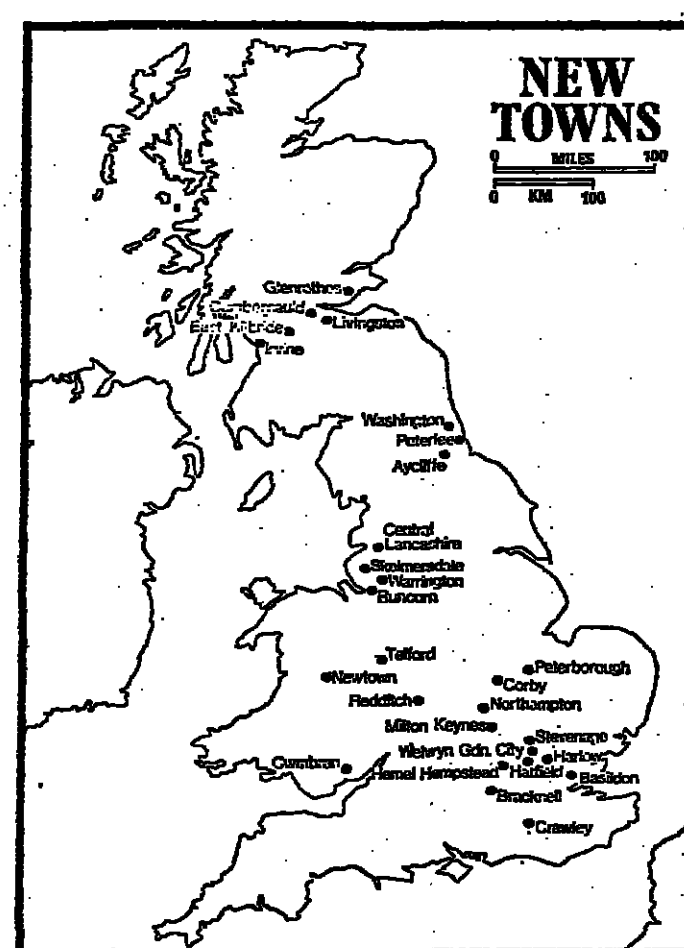 NEW
TOWNS
0 MILES 100
0 KM 100
Glenrothes
Cumbernauld
Livingston
East Kilbride
Irvine
Washington
Peterlee
Aycliffe
Central
Lancashire
Skelmersdale
Warrington
Runcorn
Telford
Newtown
Redditch
Peterborough
Corby
Northampton
Milton Keynes
Stevenage
Welwyn Gdn. City
Harlow
Cwmbran
Hemel Hempstead
Hatfield
Basildon
Bracknell
Crawley